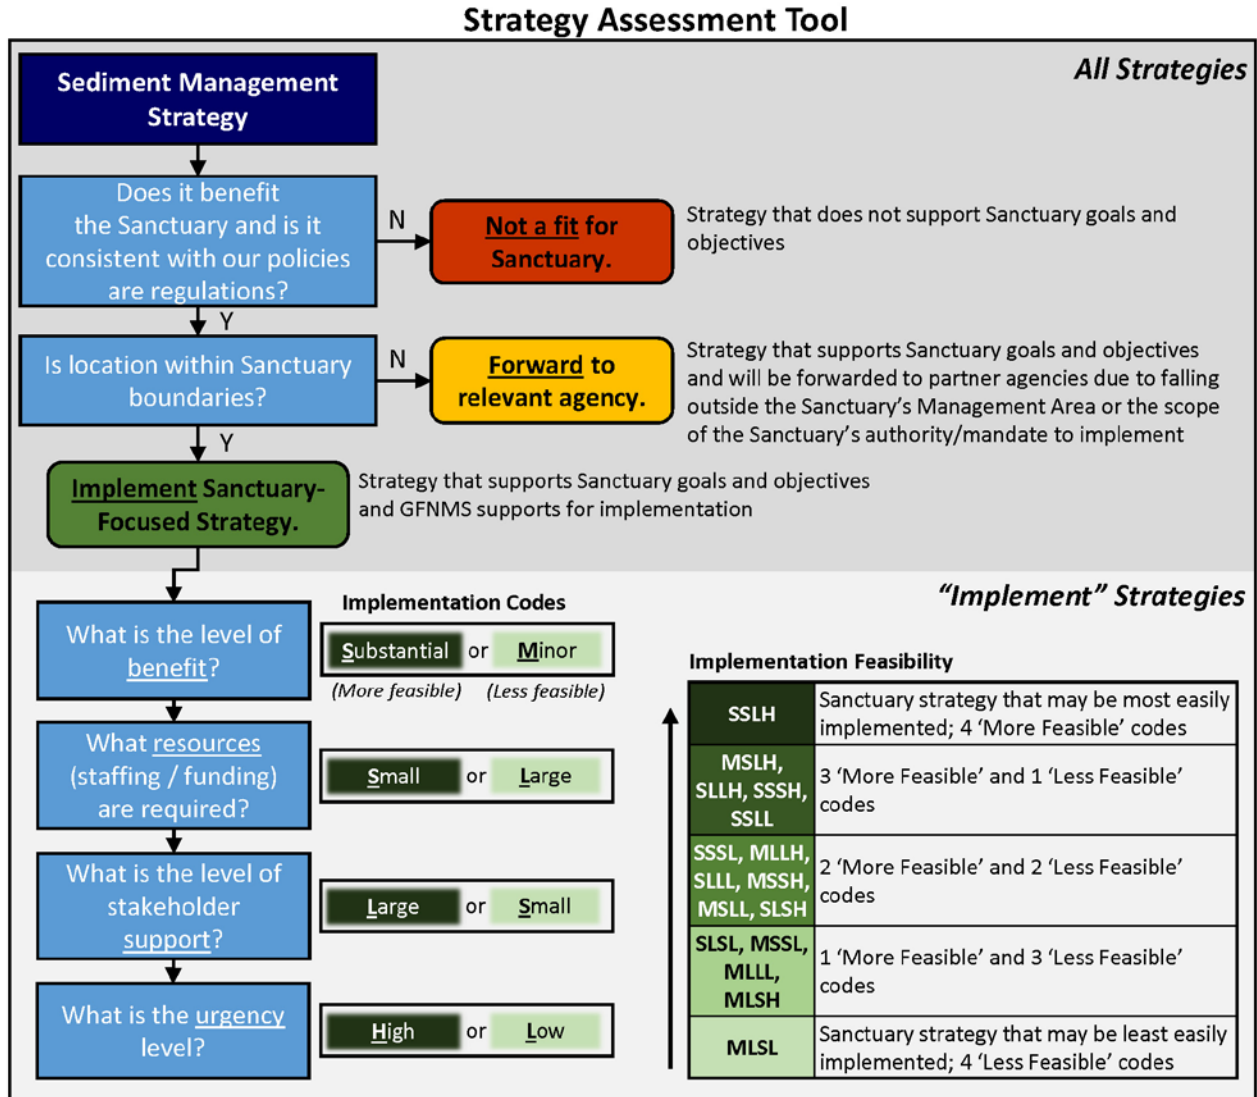 Strategy Assessment Tool
All Strategies
Sediment Management
Strategy
Does it benefit
the Sanctuary and is it
consistent with our policies
are regulations?
N
Not a fit for
Sanctuary.
Strategy that does not support Sanctuary goals and
objectives
Y
Is location within Sanctuary
boundaries?
N
Forward to
relevant agency.
Strategy that supports Sanctuary goals and objectives
and will be forwarded to partner agencies due to falling
outside the Sanctuary's Management Area or the scope
of the Sanctuary's authority/mandate to implement
Y
Implement Sanctuary-
Focused Strategy.
Strategy that supports Sanctuary goals and objectives
and GFNMS supports for implementation
"Implement" Strategies
What is the level of
benefit?
Implementation Codes
Substantial or Minor
(More feasible) (Less feasible)
What resources
(staffing / funding)
are required?
Small or Large
What is the level of
stakeholder
support?
Large or Small
What is the urgency
level?
High or Low
Implementation Feasibility
SSLH
Sanctuary strategy that may be most easily
implemented; 4 'More Feasible' codes
MSLH,
SLLH, SSSH,
SSLL
3 'More Feasible' and 1 'Less Feasible'
codes
SSSL, MLLH,
SLLL, MSSH,
MSLL, SLSH
2 'More Feasible' and 2 'Less Feasible'
codes
SLSL, MSSL,
MLLL,
MLSH
1 'More Feasible' and 3 'Less Feasible'
codes
MLSL
Sanctuary strategy that may be least easily
implemented; 4 'Less Feasible' codes